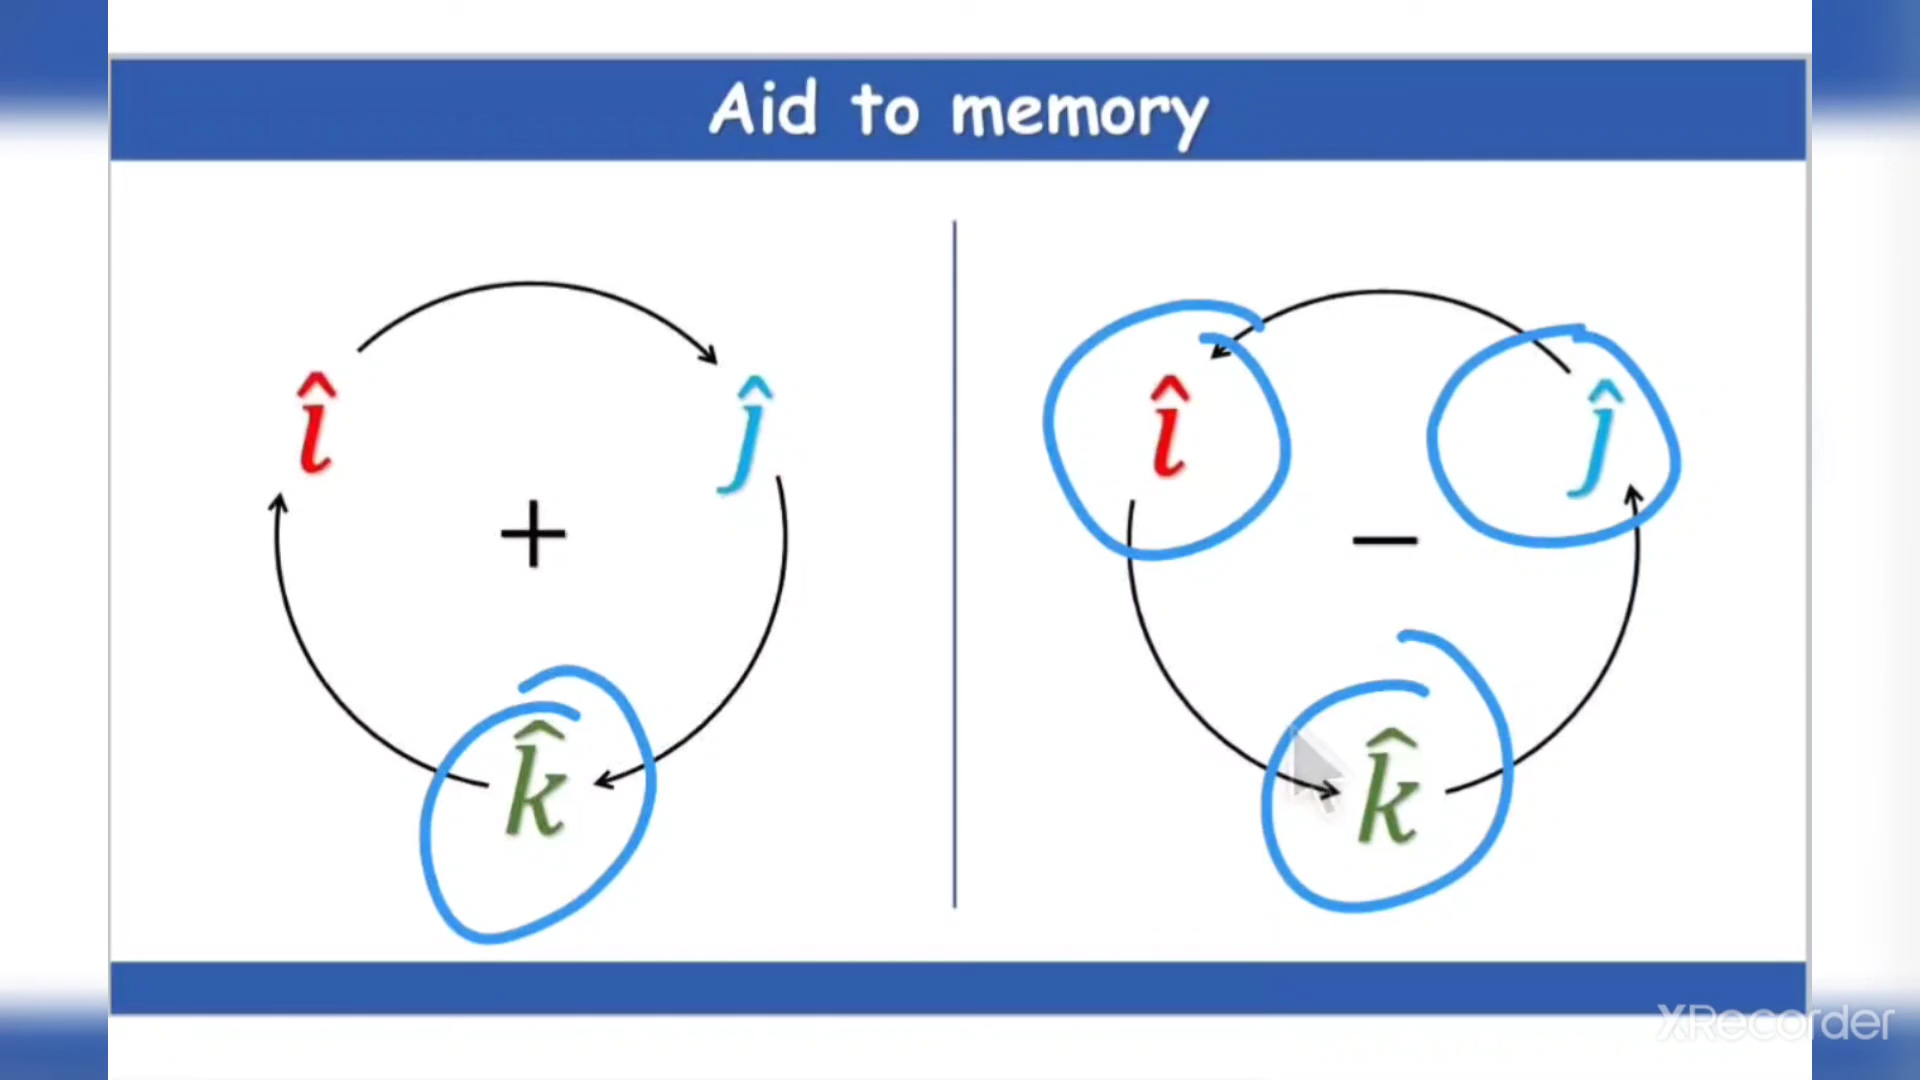 Aid to memory
î ĵ
+
k̂
î ĵ
−
k̂
XRecorder